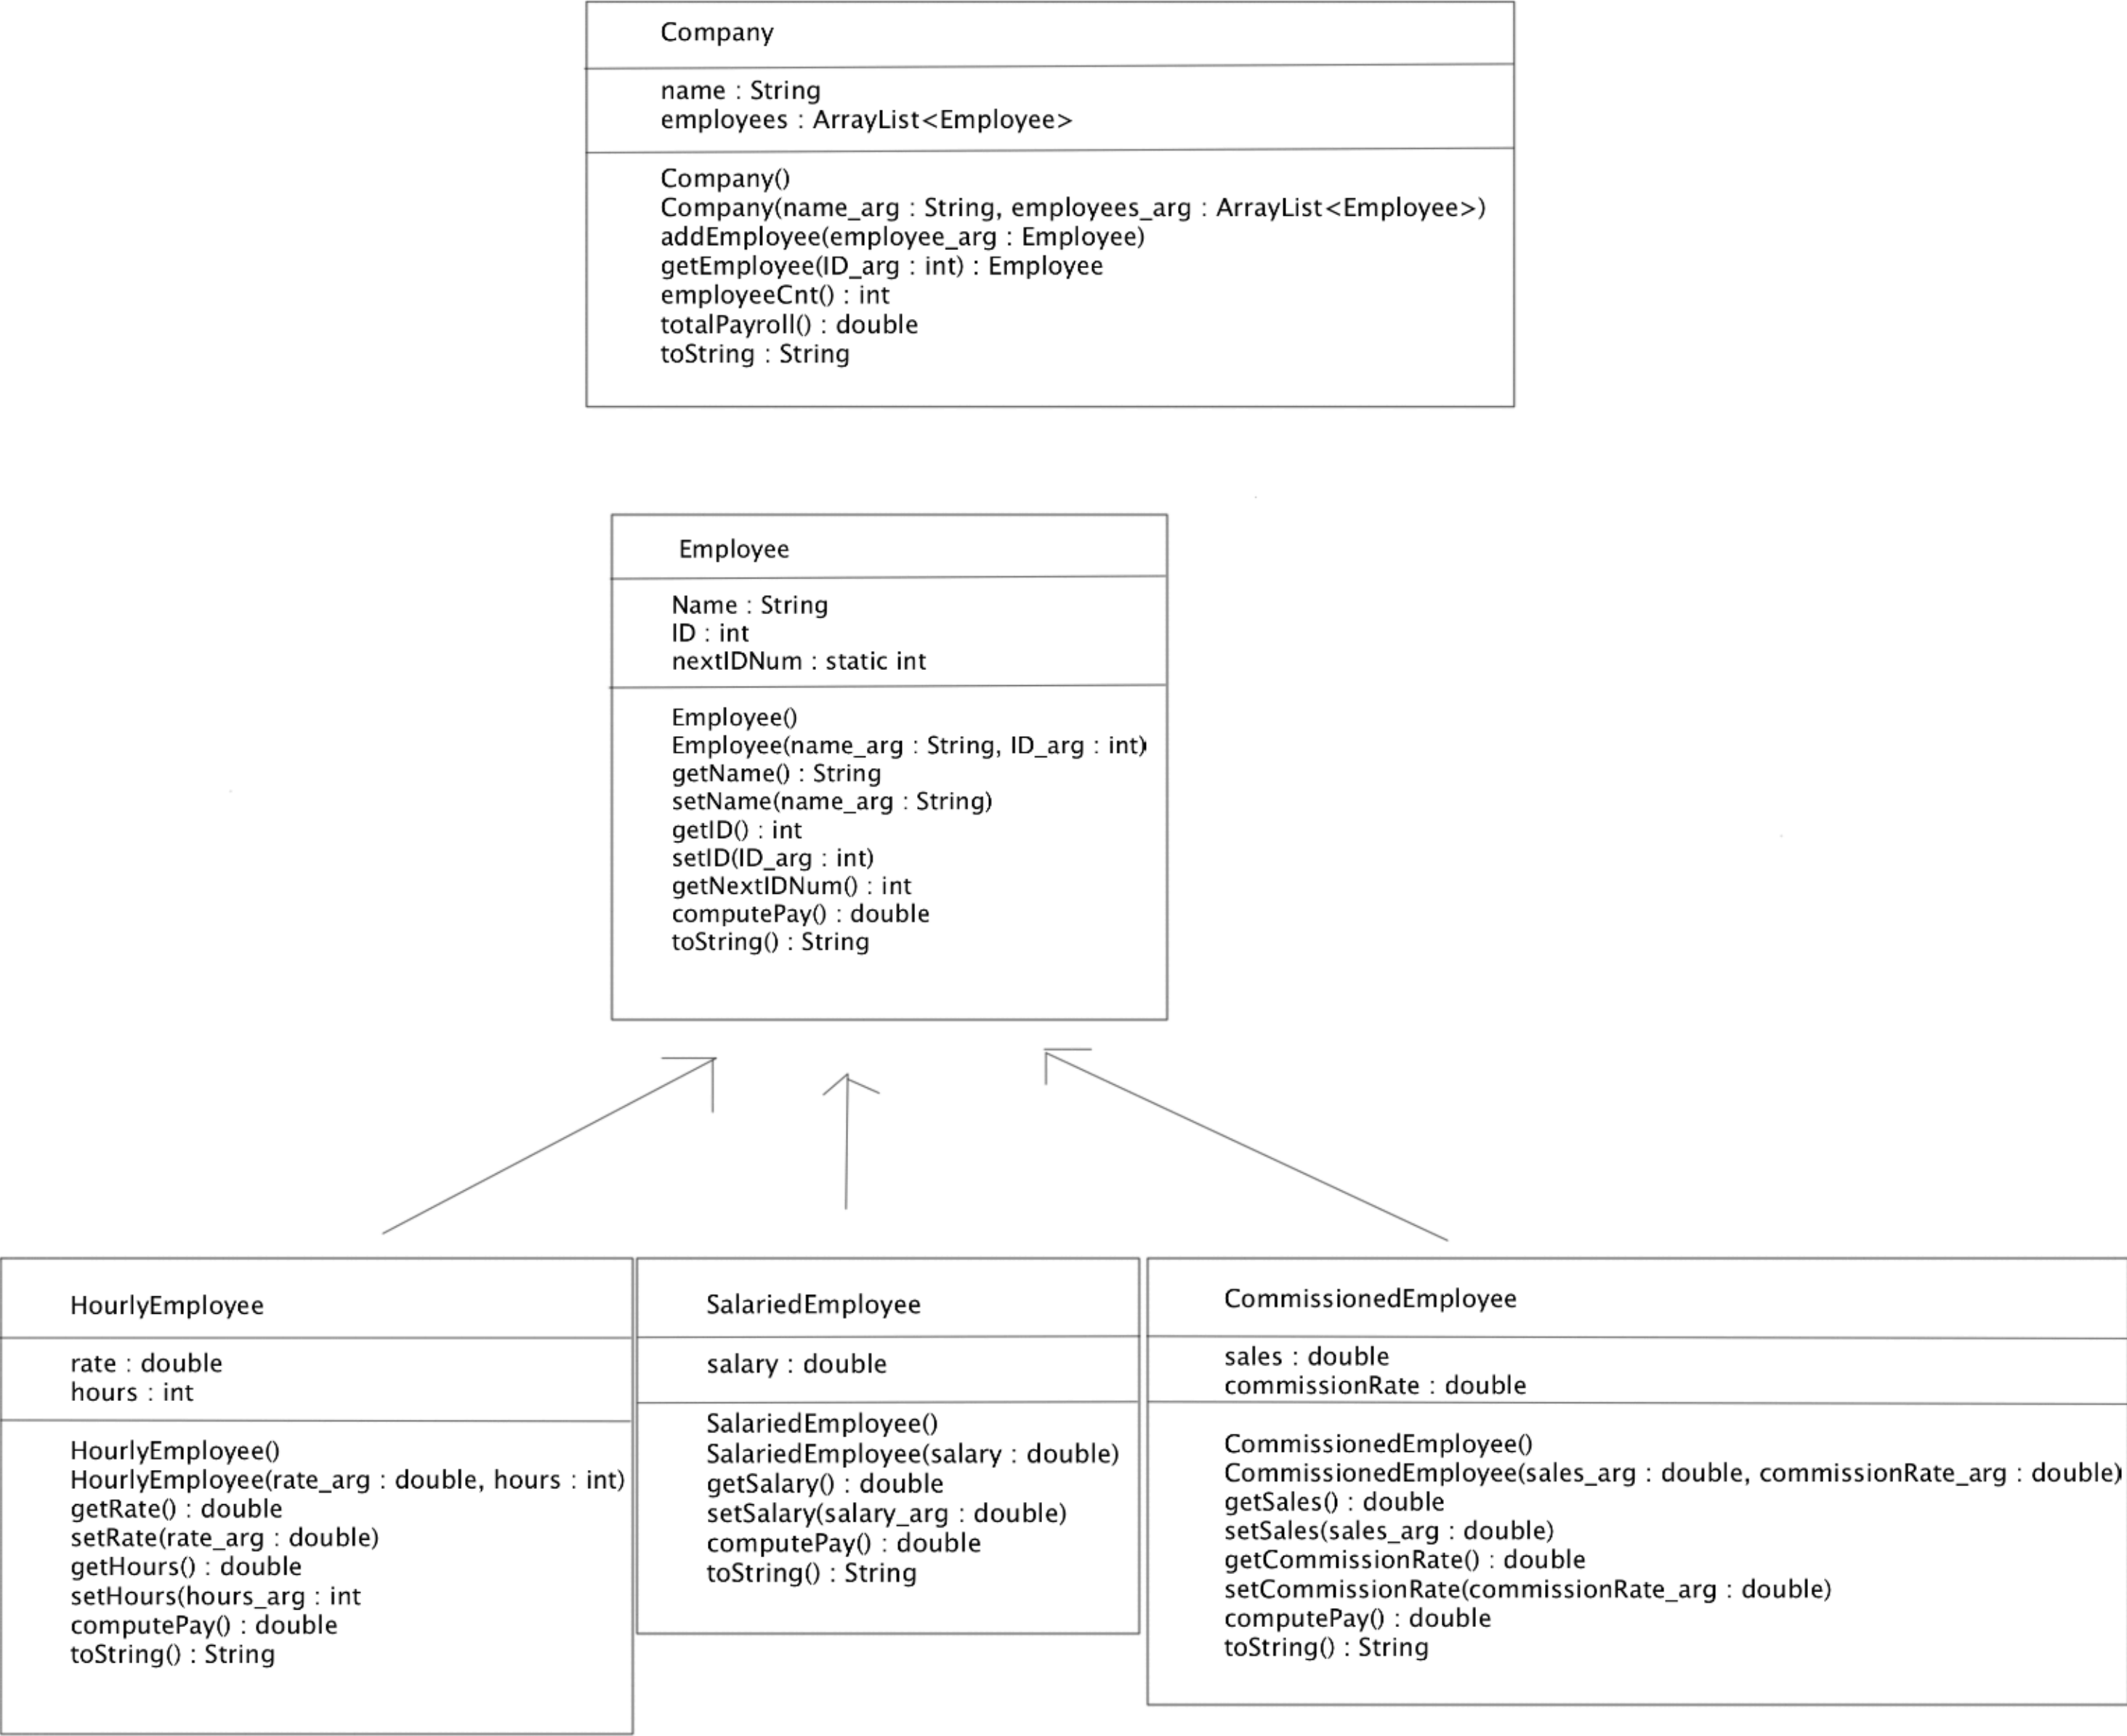 Company
name : String
employees : ArrayList<Employee>
Company()
Company(name_arg : String, employees_arg : ArrayList<Employee>)
addEmployee(employee_arg : Employee)
getEmployee(ID_arg : int) : Employee
employeeCnt() : int
totalPayroll() : double
toString : String
Employee
Name : String
ID : int
nextIDNum : static int
Employee()
Employee(name_arg : String, ID_arg : int)
getName() : String
setName(name_arg : String)
getID() : int
setID(ID_arg : int)
getNextIDNum() : int
computePay() : double
toString() : String
HourlyEmployee
rate : double
hours : int
HourlyEmployee()
HourlyEmployee(rate_arg : double, hours : int)
getRate() : double
setRate(rate_arg : double)
getHours() : double
setHours(hours_arg : int
computePay() : double
toString() : String
SalariedEmployee
salary : double
SalariedEmployee()
SalariedEmployee(salary : double)
getSalary() : double
setSalary(salary_arg : double)
computePay() : double
toString() : String
CommissionedEmployee
sales : double
commissionRate : double
CommissionedEmployee()
CommissionedEmployee(sales_arg : double, commissionRate_arg : double)
getSales() : double
setSales(sales_arg : double)
getCommissionRate() : double
setCommissionRate(commissionRate_arg : double)
computePay() : double
toString() : String